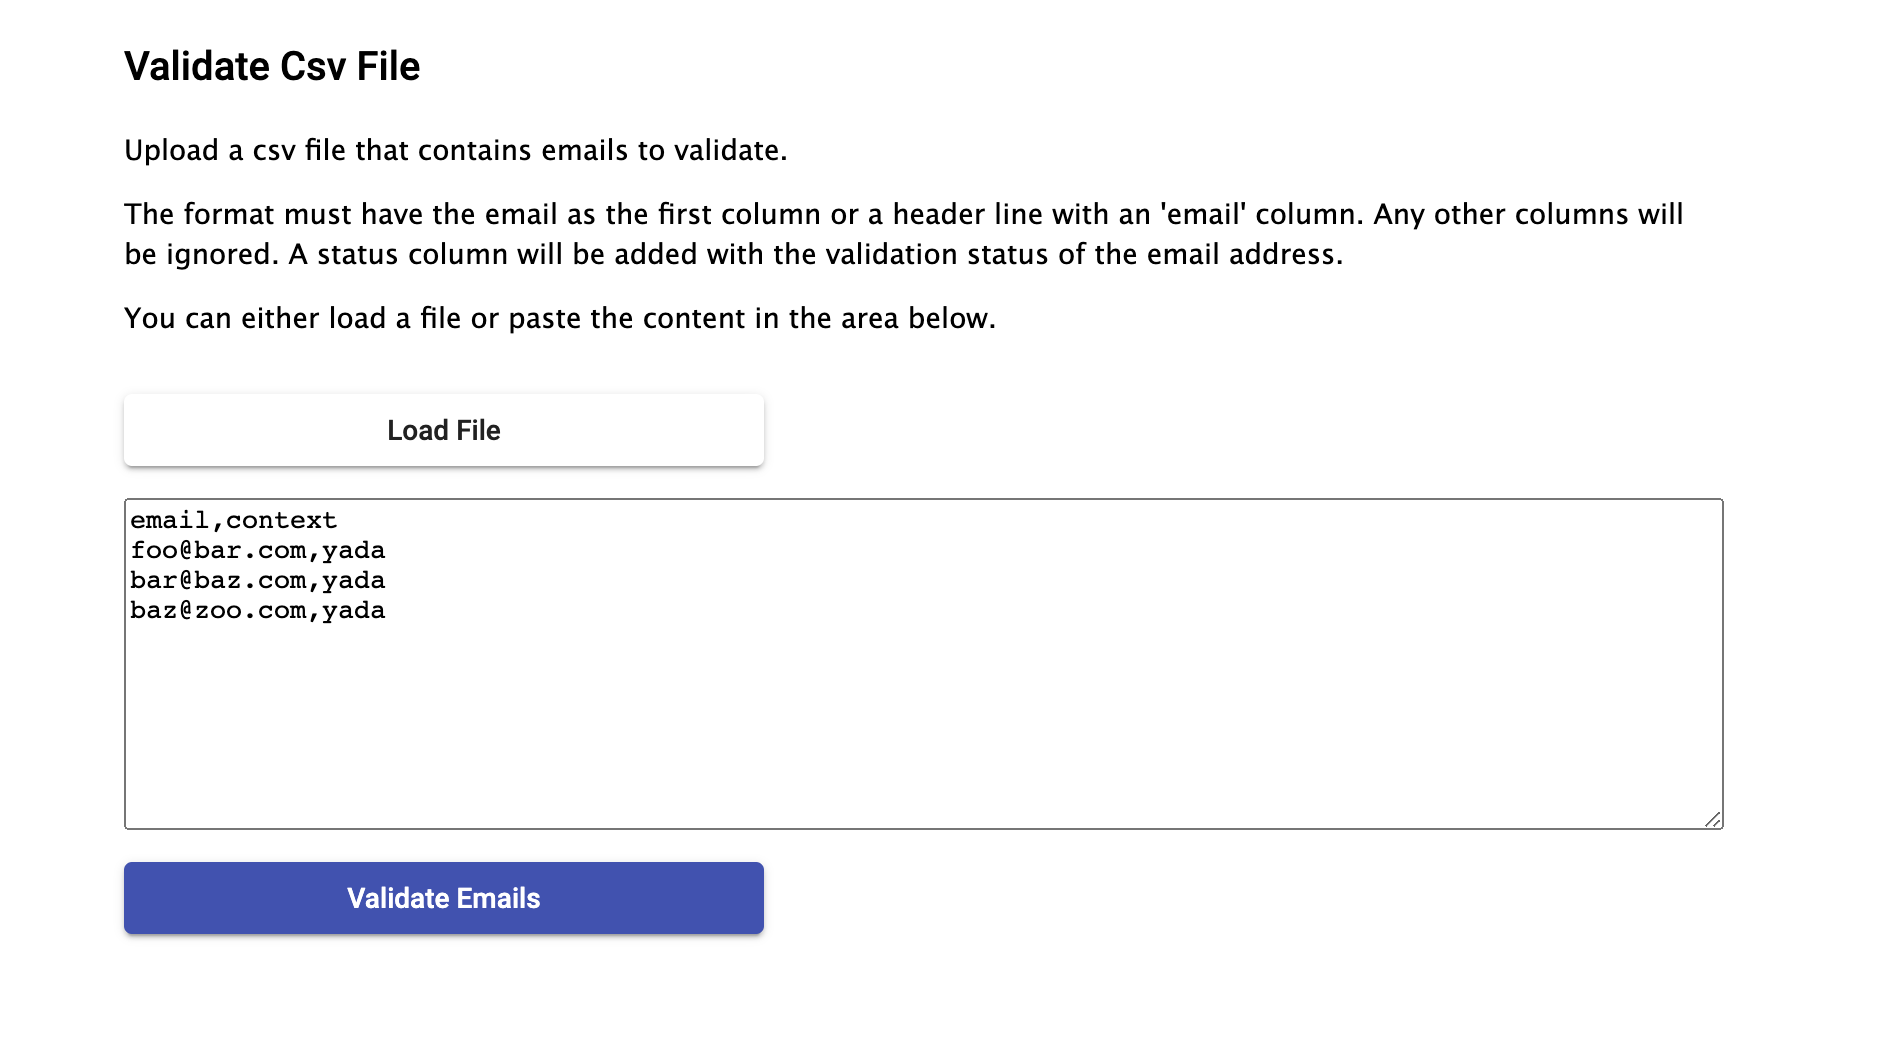 Validate Csv File
Upload a csv file that contains emails to validate.
The format must have the email as the first column or a header line with an 'email' column. Any other columns will
be ignored. A status column will be added with the validation status of the email address.
You can either load a file or paste the content in the area below.
Load File
email,context
foo@bar.com,yada
bar@baz.com,yada
baz@zoo.com,yada
Validate Emails